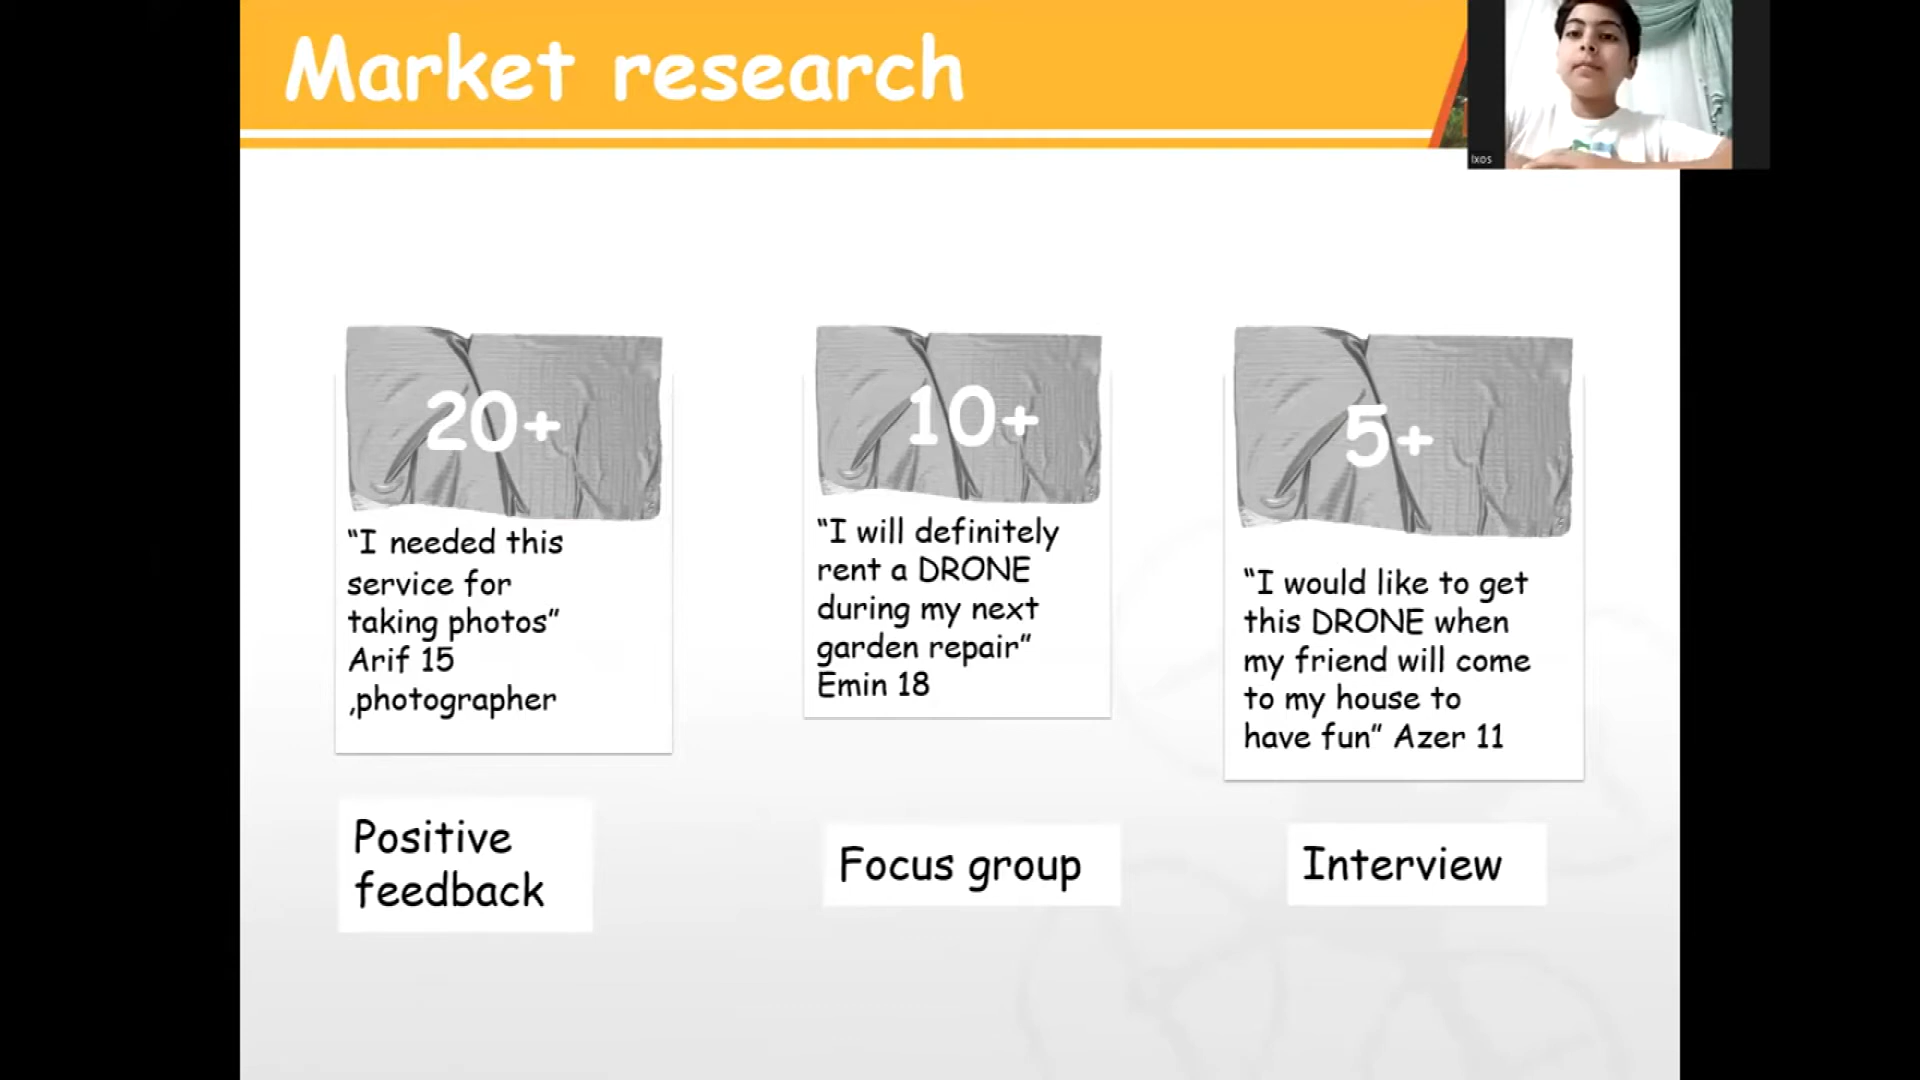 Market research
Ixos
20+
“I needed this
service for
taking photos”
Arif 15
,photographer
Positive
feedback
10+
“I will definitely
rent a DRONE
during my next
garden repair”
Emin 18
Focus group
5+
“I would like to get
this DRONE when
my friend will come
to my house to
have fun” Azer 11
Interview